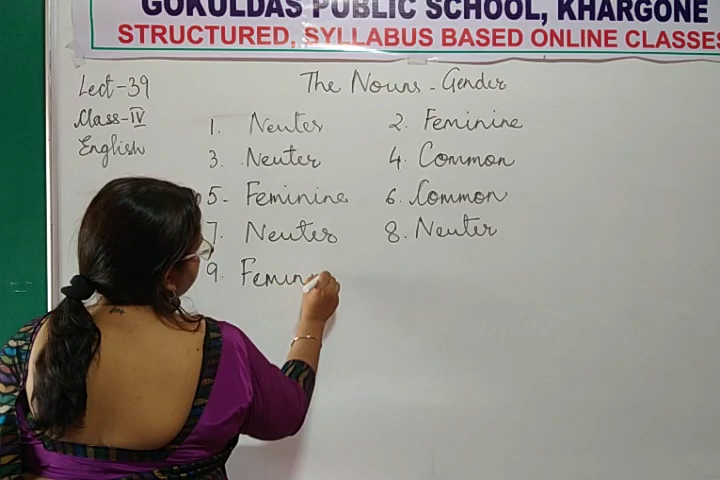 GOKULDAS PUBLIC SCHOOL, KHARGONE
STRUCTURED, SYLLABUS BASED ONLINE CLASSES
Lect-39
Class-IV
English
The Nouns - Gender
1. Neuter 2. Feminine
3. Neuter 4. Common
5- Feminine 6. Common
7. Neuter 8. Neuter
9. Femin